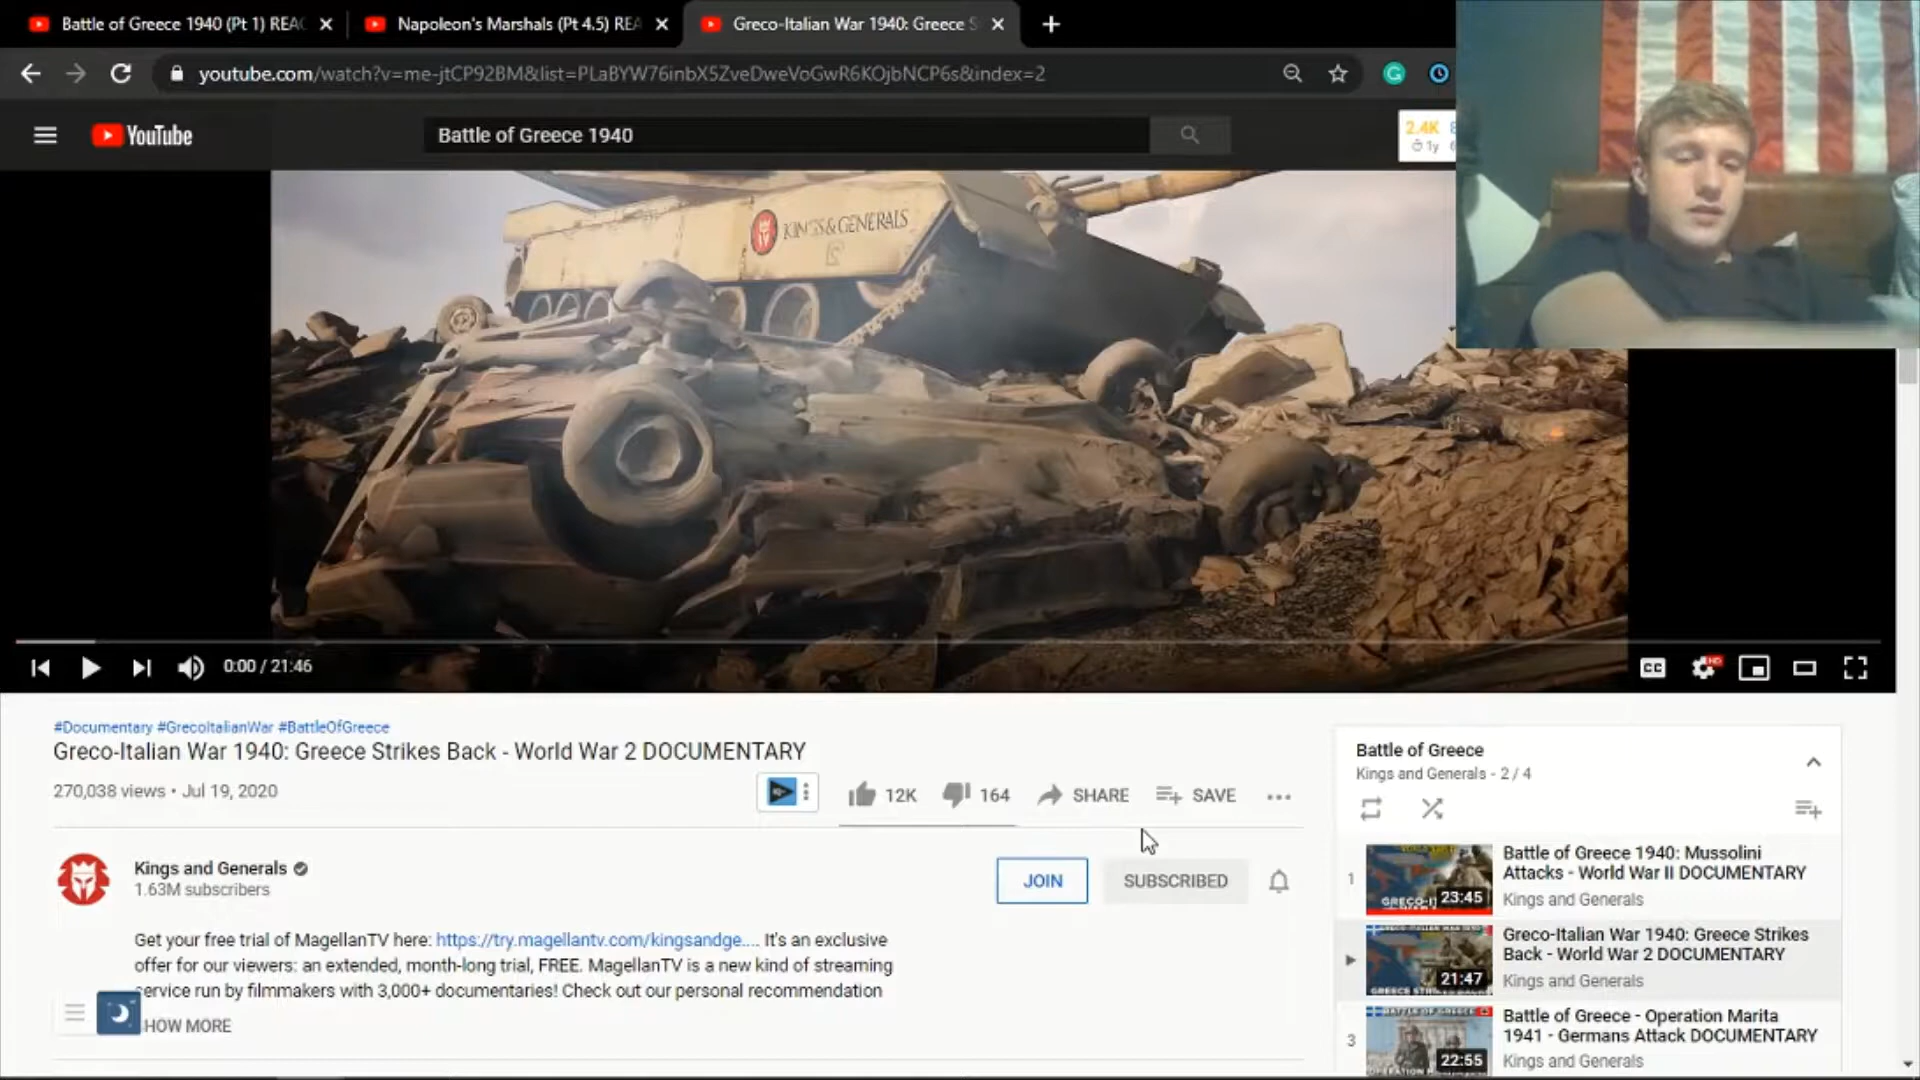 Battle of Greece 1940 (Pt 1) REAC
Napoleon's Marshals (Pt 4.5) REA
Greco-Italian War 1940: Greece S
youtube.com/watch?v=me-jtCP92BM&list=PLaBYW76inbX5ZveDweVoGwR6KOjbNCP6s&index=2
YouTube
Battle of Greece 1940
2.4K
1y
KINGS & GENERALS
0:00 / 21:46
CC
HD
#Documentary #GrecoItalianWar #BattleOfGreece
Greco-Italian War 1940: Greece Strikes Back - World War 2 DOCUMENTARY
270,038 views • Jul 19, 2020
12K
164
SHARE
SAVE
Kings and Generals
1.63M subscribers
JOIN
SUBSCRIBED
Get your free trial of MagellanTV here: https://try.magellantv.com/kingsandge.... It's an exclusive
offer for our viewers: an extended, month-long trial, FREE. MagellanTV is a new kind of streaming
service run by filmmakers with 3,000+ documentaries! Check out our personal recommendation
HOW MORE
Battle of Greece
Kings and Generals - 2 / 4
1
23:45
Battle of Greece 1940: Mussolini
Attacks - World War II DOCUMENTARY
Kings and Generals
21:47
Greco-Italian War 1940: Greece Strikes
Back - World War 2 DOCUMENTARY
Kings and Generals
3
22:55
Battle of Greece - Operation Marita
1941 - Germans Attack DOCUMENTARY
Kings and Generals